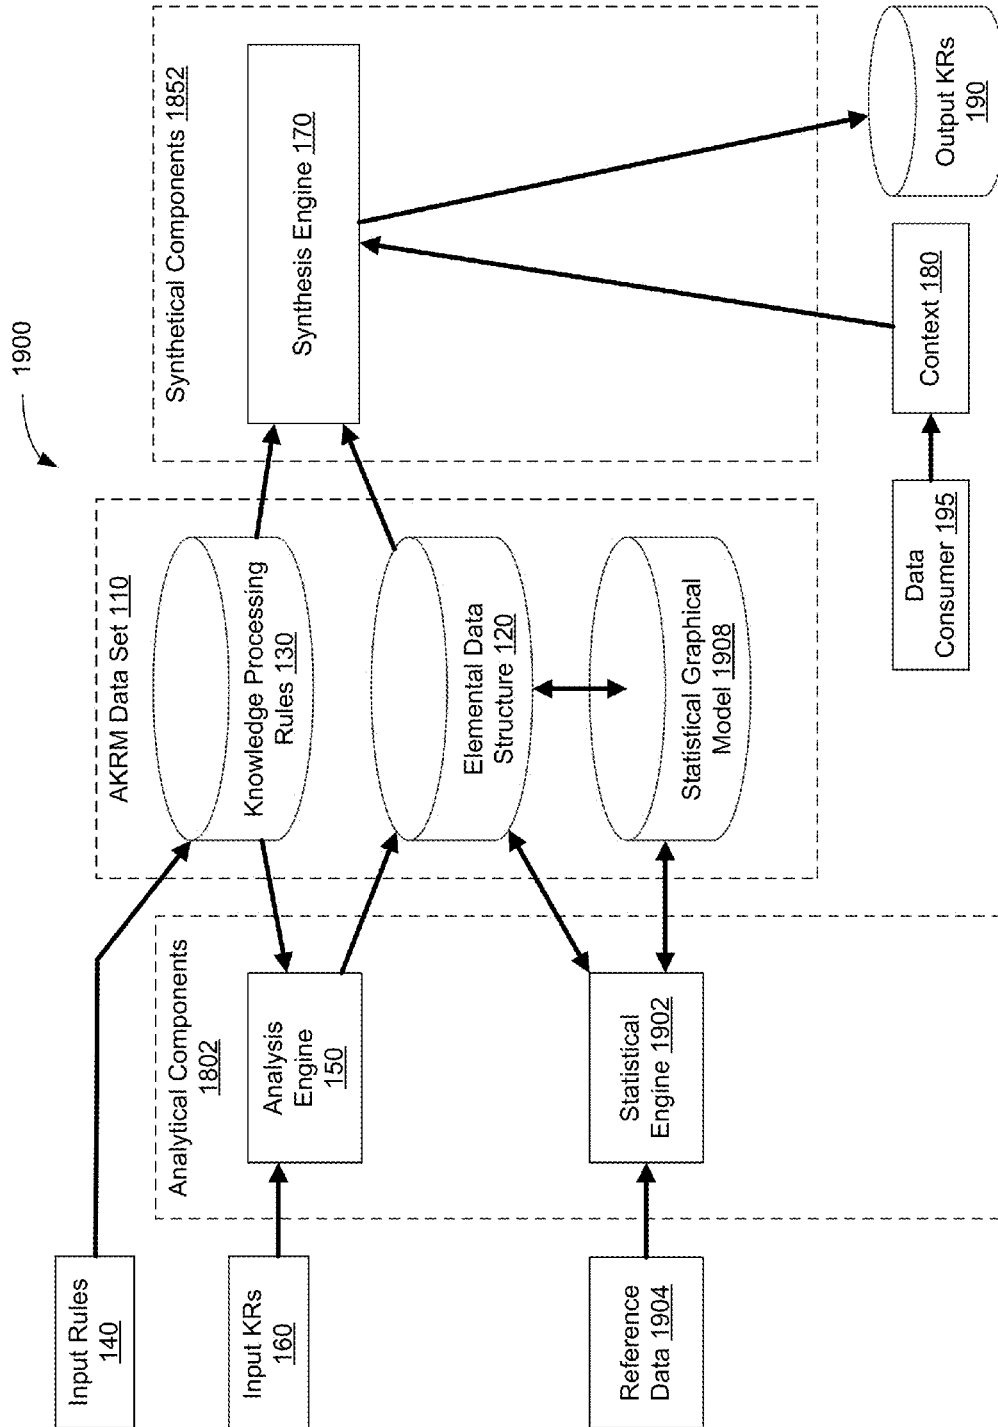 1900
Input Rules
140
Input KRs
160
Reference
Data 1904
Analytical Components
1802
Analysis
Engine
150
Statistical
Engine 1902
AKRM Data Set 110
Knowledge Processing
Rules 130
Elemental Data
Structure 120
Statistical Graphical
Model 1908
Synthetical Components 1852
Synthesis Engine 170
Data
Consumer 195
Context 180
Output KRs
190